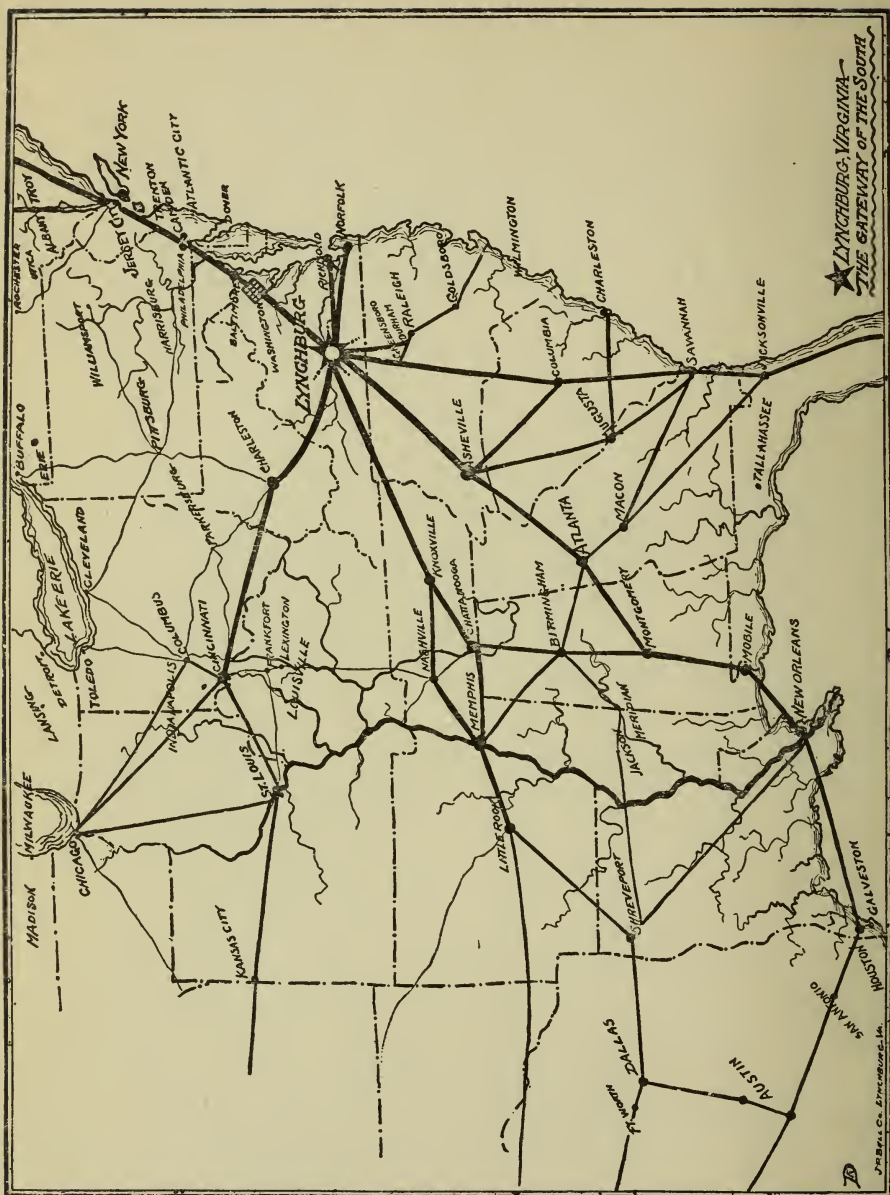 LYNCHBURG, VIRGINIA
THE GATEWAY OF THE SOUTH
ROCHESTER
UTICA
ALBANY
TROY
NEW YORK
JERSEY CITY
TRENTON
CAMDEN
ATLANTIC CITY
DOVER
PHILADELPHIA
HARRISBURG
WILLIAMSPORT
BALTIMORE
WASHINGTON
PITTSBURG
BUFFALO
ERIE
LAKE ERIE
CLEVELAND
TOLEDO
DETROIT
LANSING
MILWAUKEE
MADISON
CHICAGO
COLUMBUS
INDIANAPOLIS
CINCINNATI
PARKERSBURG
CHARLESTON
FRANKFORT
LEXINGTON
LOUISVILLE
ST. LOUIS
KANSAS CITY
LYNCHBURG
NORFOLK
GREENSBORO
DURHAM
RALEIGH
GOLDSBORO
WILMINGTON
CHARLESTON
COLUMBIA
SAVANNAH
JACKSONVILLE
TALLAHASSEE
AUGUSTA
ASHEVILLE
MACON
ATLANTA
KNOXVILLE
CHATTANOOGA
NASHVILLE
BIRMINGHAM
MONTGOMERY
MOBILE
NEW ORLEANS
MEMPHIS
JACKSON
MERIDIAN
LITTLE ROCK
SHREVEPORT
DALLAS
FT. WORTH
AUSTIN
SAN ANTONIO
HOUSTON
GALVESTON
J.P. BELL CO. LYNCHBURG. VA.